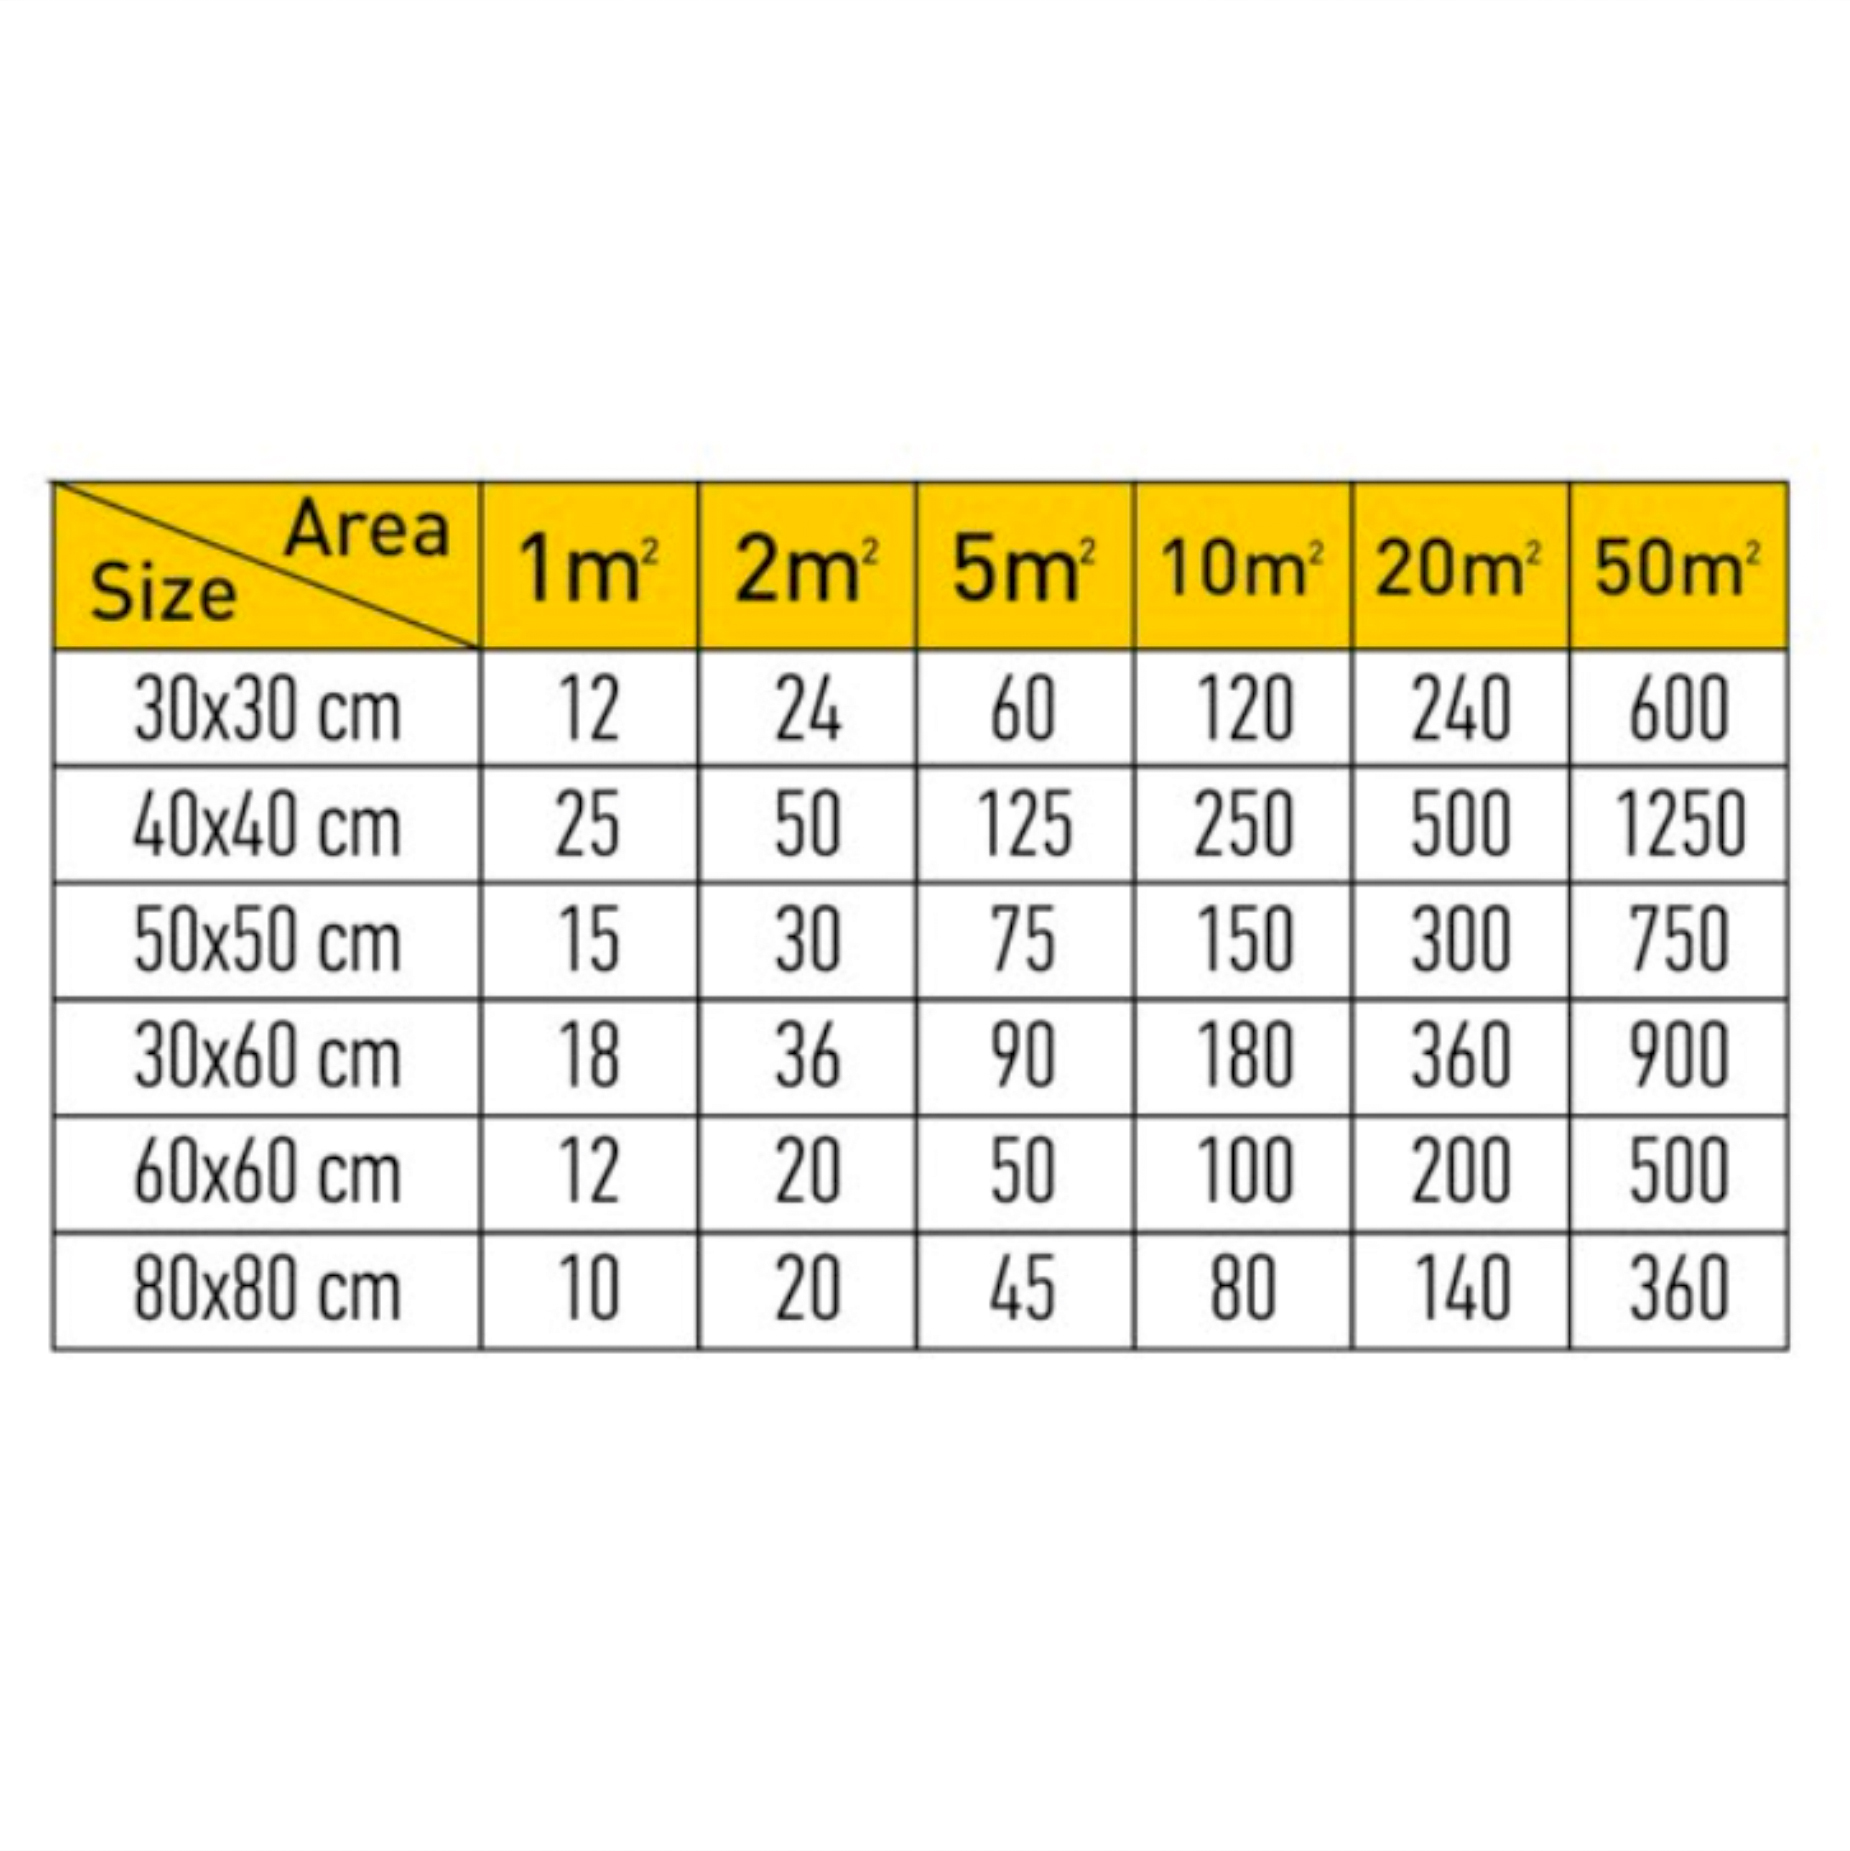 Area
Size
1m² 2m² 5m² 10m² 20m² 50m²
30x30 cm 12 24 60 120 240 600
40x40 cm 25 50 125 250 500 1250
50x50 cm 15 30 75 150 300 750
30x60 cm 18 36 90 180 360 900
60x60 cm 12 20 50 100 200 500
80x80 cm 10 20 45 80 140 360